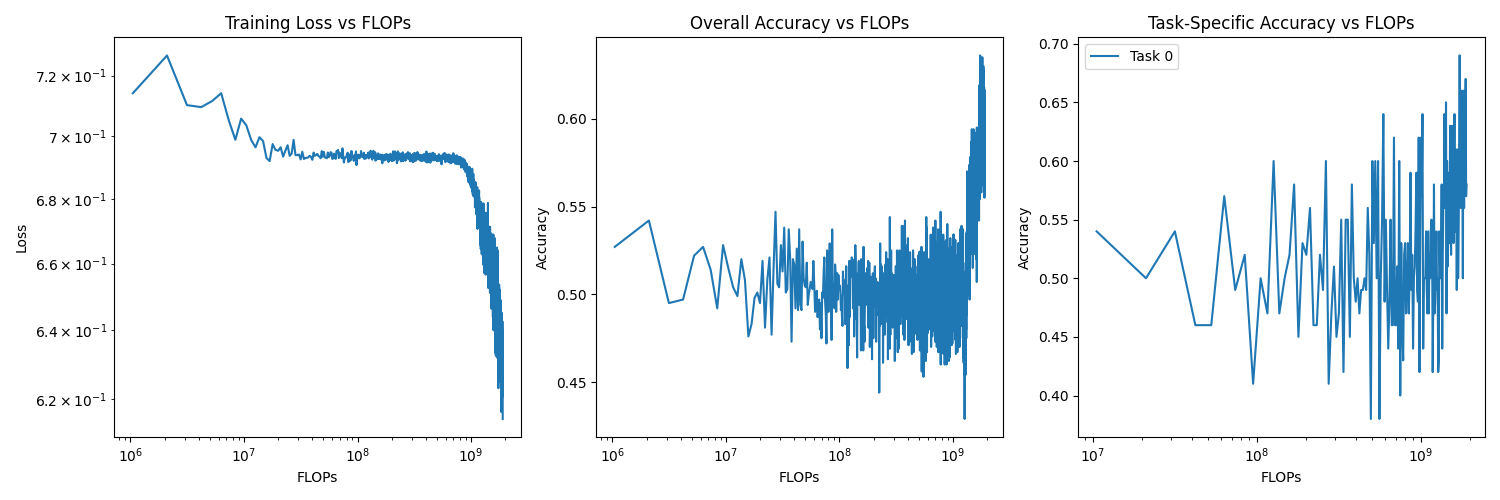 Training Loss vs FLOPs
7.2 × 10⁻¹
7 × 10⁻¹
6.8 × 10⁻¹
6.6 × 10⁻¹
6.4 × 10⁻¹
6.2 × 10⁻¹
Loss
10⁶ 10⁷ 10⁸ 10⁹
FLOPs
Overall Accuracy vs FLOPs
0.60
0.55
0.50
0.45
Accuracy
10⁶ 10⁷ 10⁸ 10⁹
FLOPs
Task-Specific Accuracy vs FLOPs
Task 0
0.70
0.65
0.60
0.55
0.50
0.45
0.40
Accuracy
10⁷ 10⁸ 10⁹
FLOPs